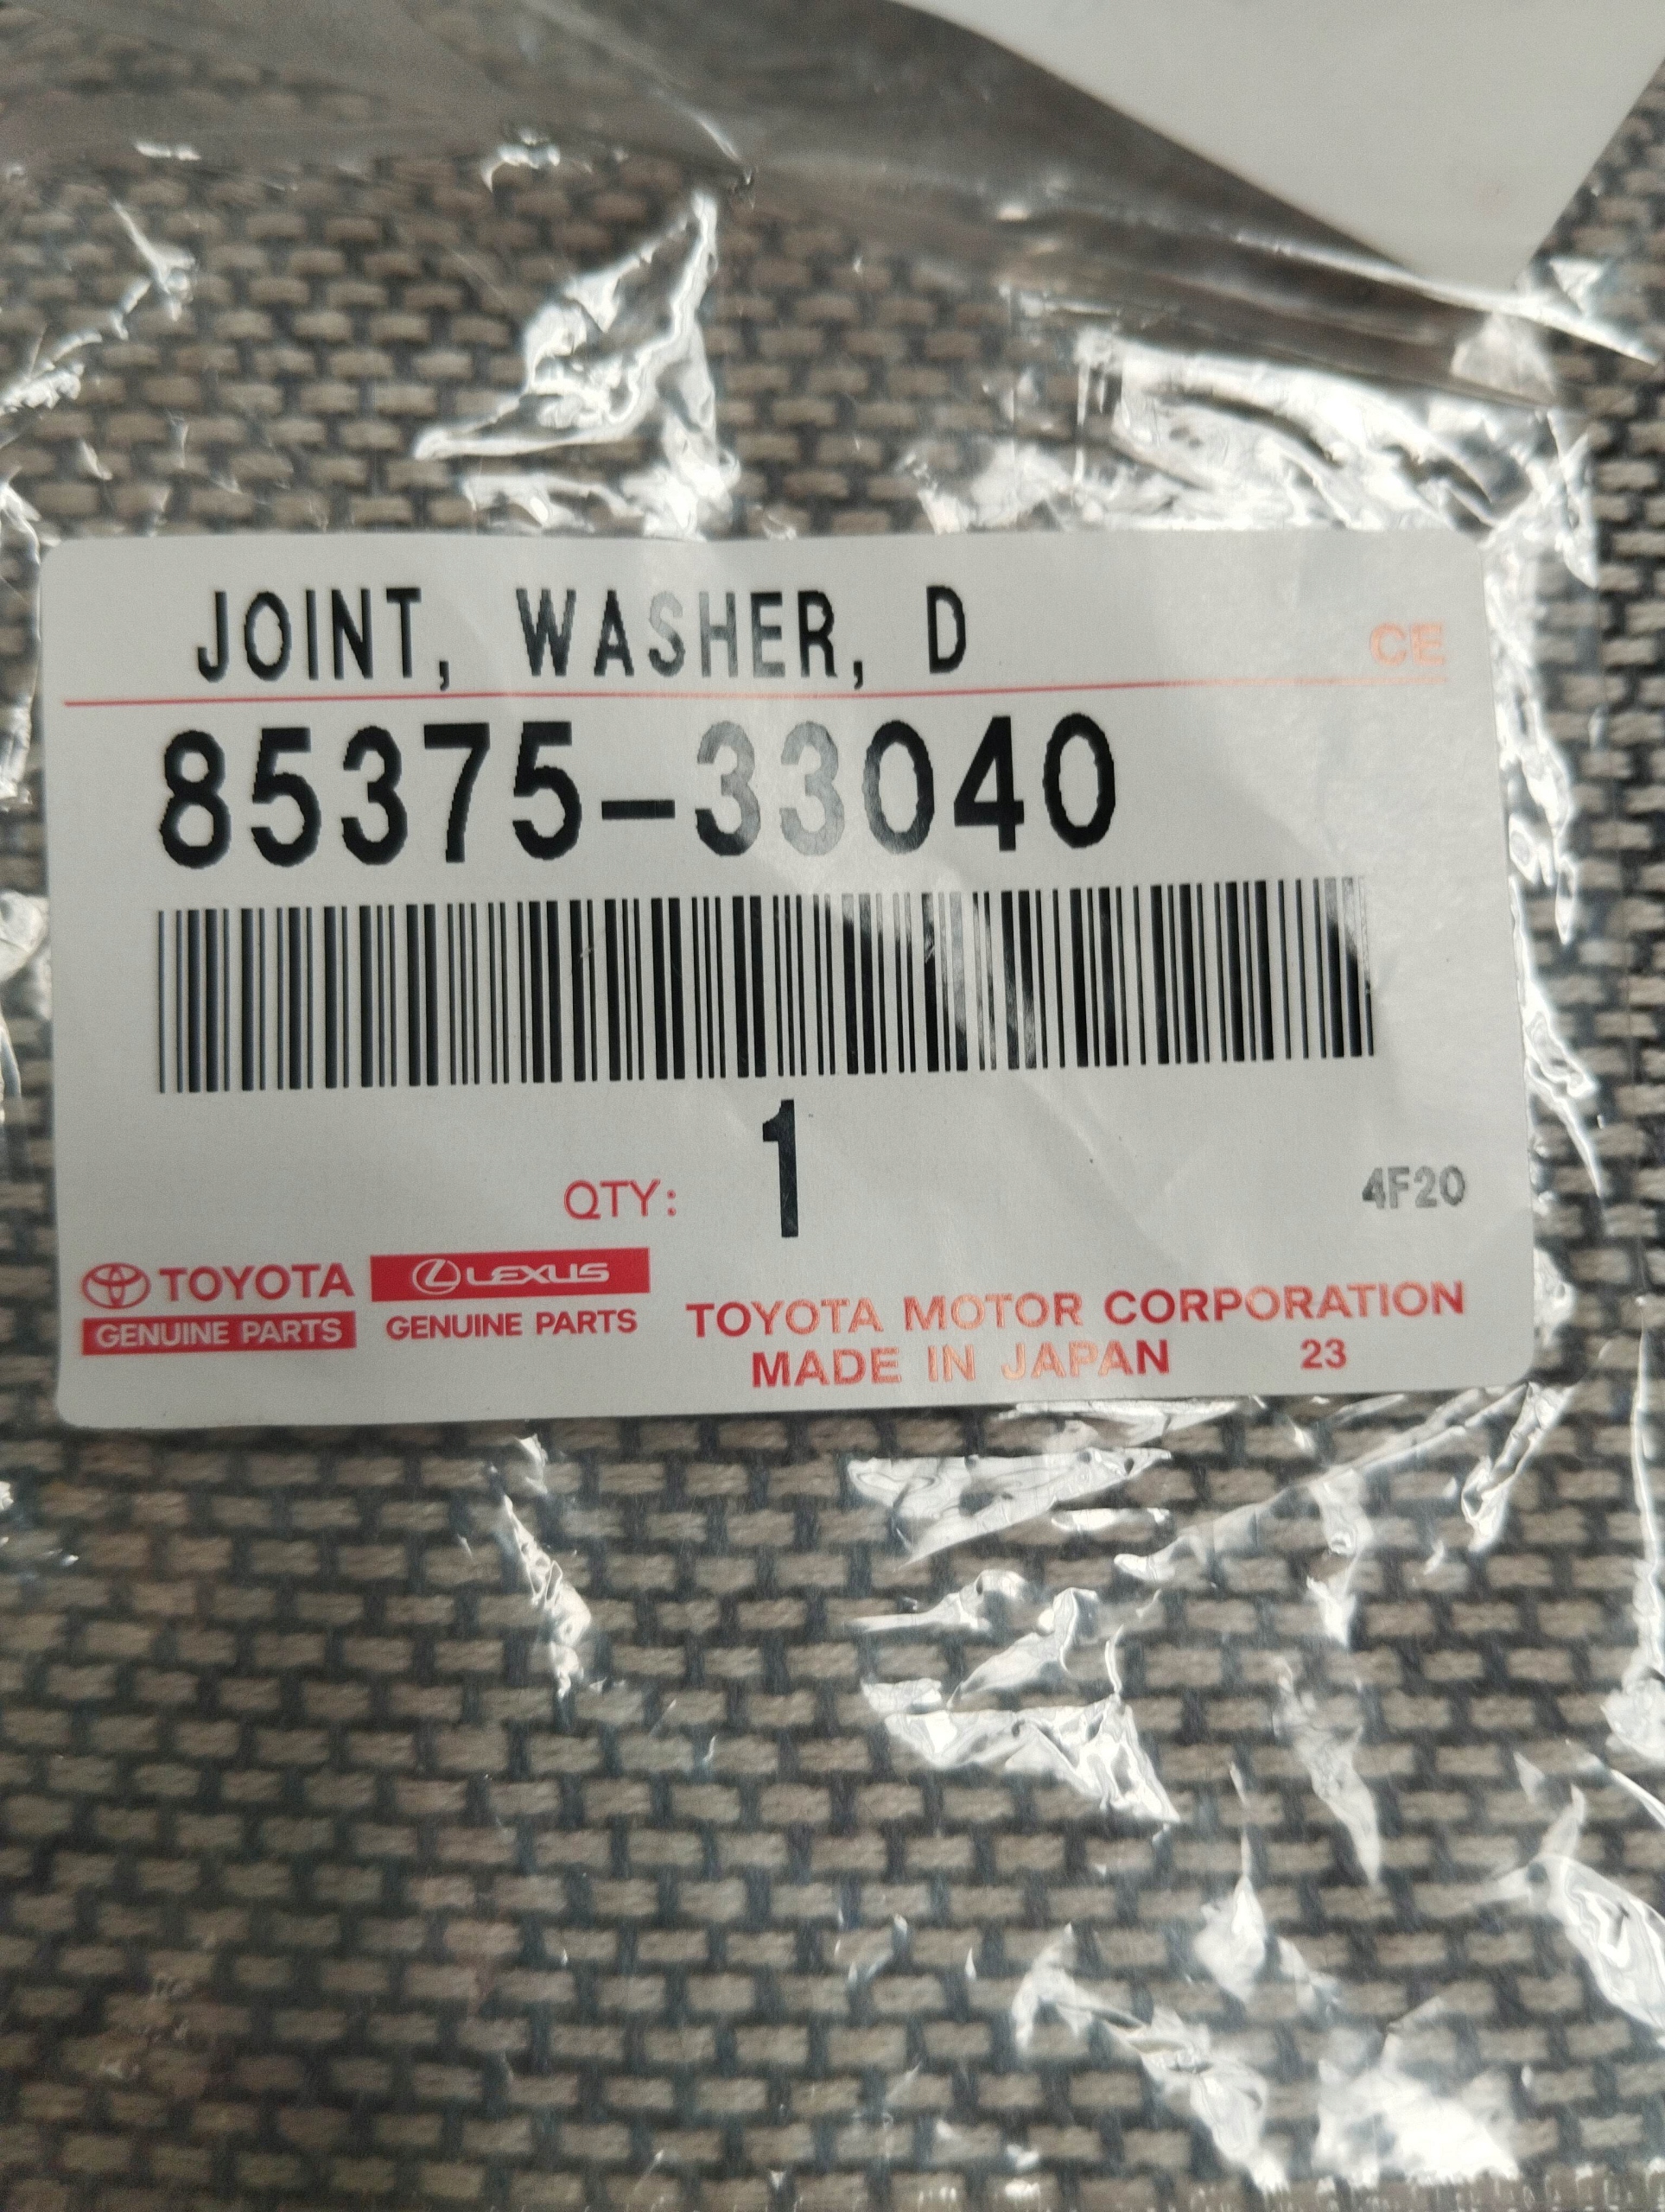 JOINT, WASHER, D
CE
85375-33040
QTY: 1
4F20
TOYOTA
GENUINE PARTS
LEXUS
GENUINE PARTS
TOYOTA MOTOR CORPORATION
MADE IN JAPAN 23